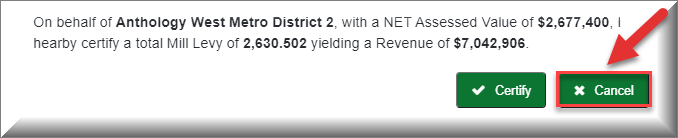 On behalf of Anthology West Metro District 2, with a NET Assessed Value of $2,677,400, I
hearby certify a total Mill Levy of 2,630.502 yielding a Revenue of $7,042,906.
Certify
Cancel